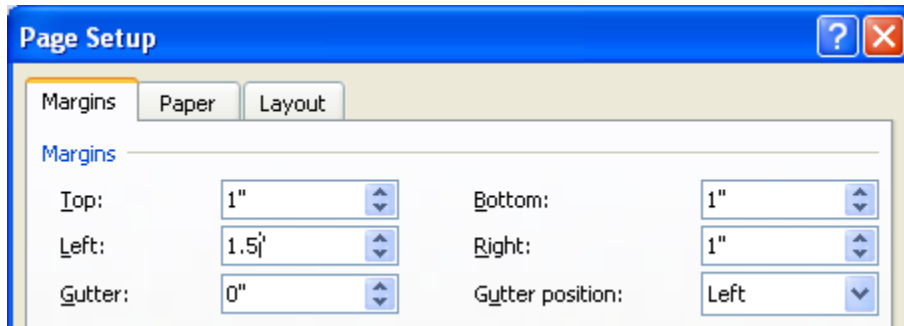 Page Setup
Margins Paper Layout
Margins
Top: 1" Bottom: 1"
Left: 1.5" Right: 1"
Gutter: 0" Gutter position: Left